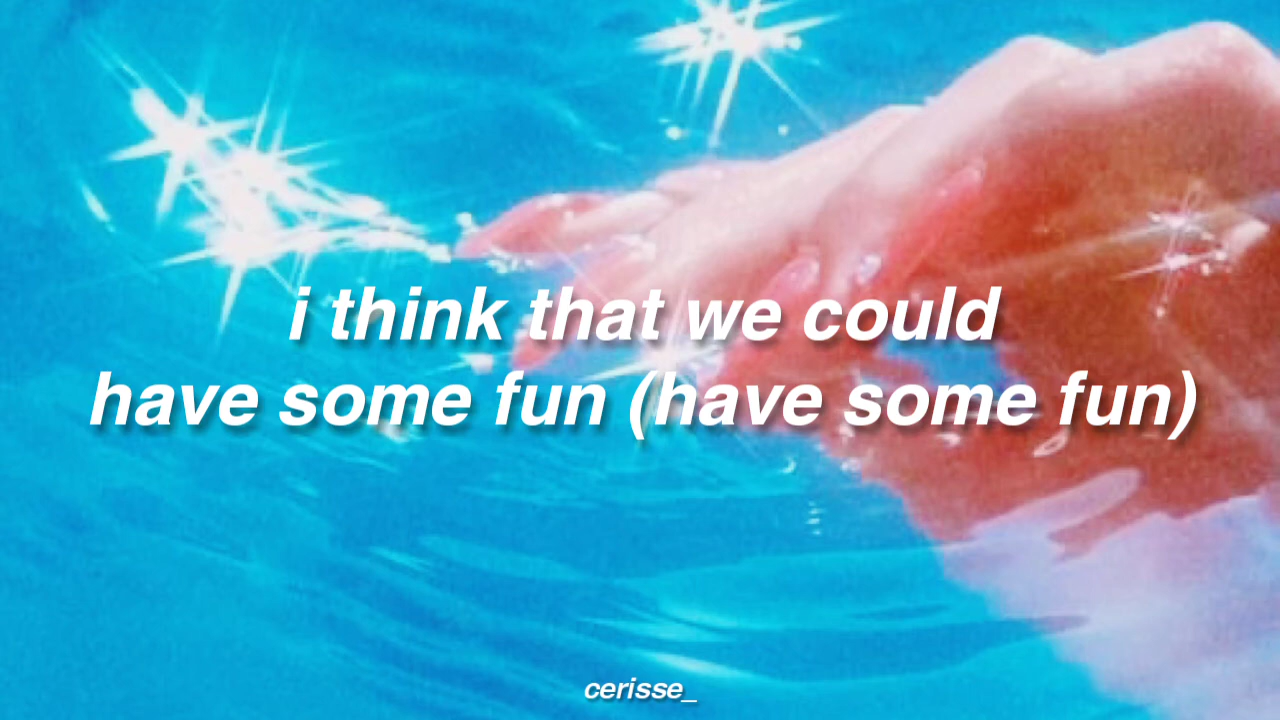 i think that we could
have some fun (have some fun)
cerisse_